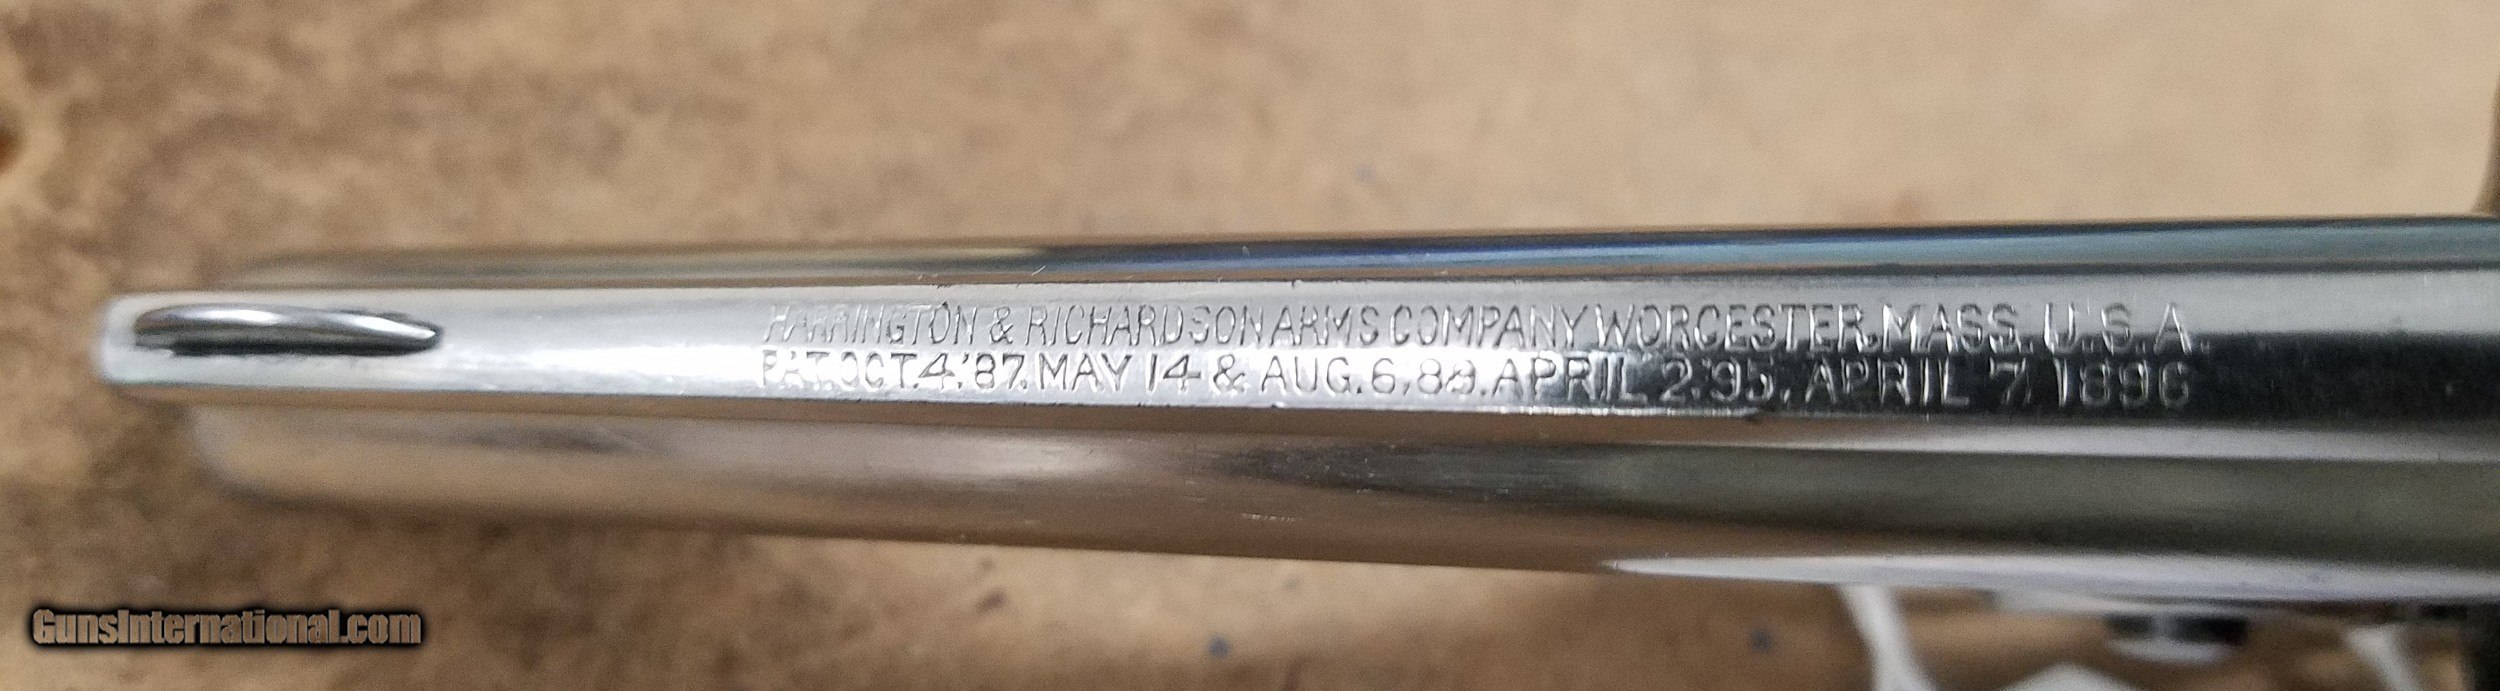 HARRINGTON & RICHARDSON ARMS COMPANY WORCESTER, MASS. U.S.A.
PAT. OCT. 4.'87. MAY 14 & AUG. 6.'89. APRIL 2.'95. APRIL 7, 1896
GunsInternational.com